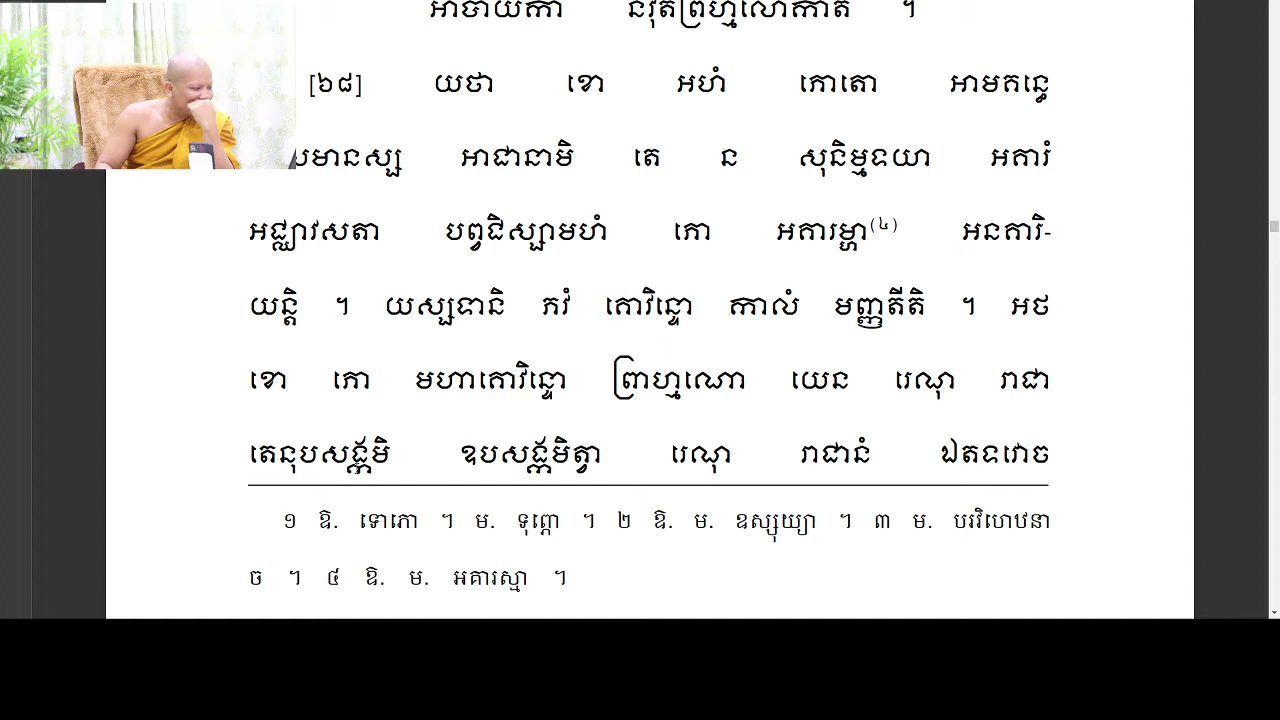 អាបាយិកា និវុតព្រហ្មលោកាតិ ។
[៦៨] យថា ខោ អហំ ភោតោ អាមគន្ធេ
មានស្ស អាជានាមិ តេ ន សុនិម្មទយា អគារំ
អជ្ឈាវសតា បព្វជិស្សាមហំ ភោ អគារម្ហា(៤) អនគារិ-
យន្តិ ។ យស្សទានិ ភវំ គោវិន្ទោ កាលំ មញ្ញតីតិ ។ អថ
ខោ ភោ មហាគោវិន្ទោ ព្រាហ្មណោ យេន រេណុ រាជា
តេនុបសង្កមិ ឧបសង្កមិត្វា រេណុ រាជានំ ឯតទវោច
១ ឱ. ទោភោ ។ ម. ទុព្ភោ ។ ២ ឱ. ម. ឧស្សុយ្យា ។ ៣ ម. បរវិហេឋនា
ច ។ ៤ ឱ. ម. អគារស្មា ។